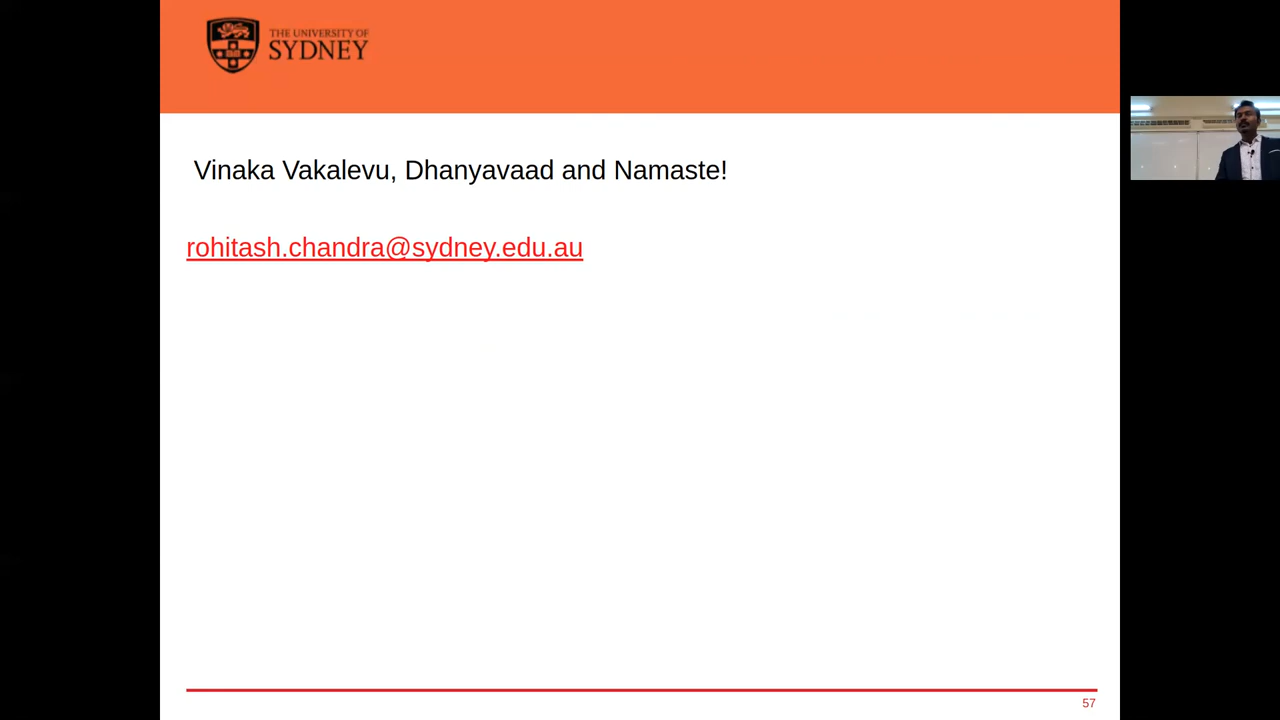 THE UNIVERSITY OF
SYDNEY
Vinaka Vakalevu, Dhanyavaad and Namaste!
rohitash.chandra@sydney.edu.au
57